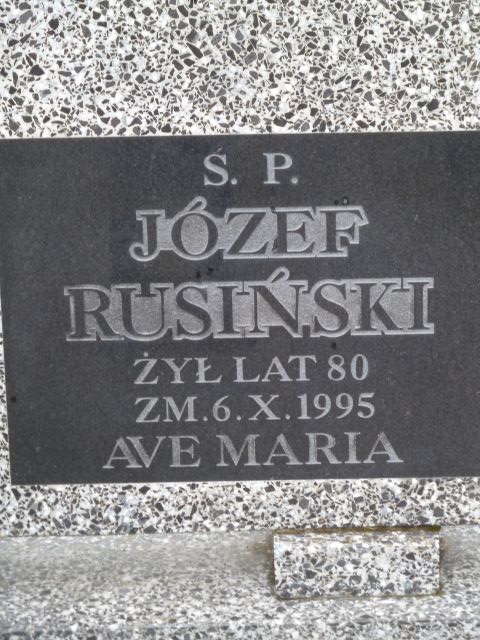 Ś. P.
JÓZEF
RUSIŃSKI
ŻYŁ LAT 80
ZM.6.X.1995
AVE MARIA